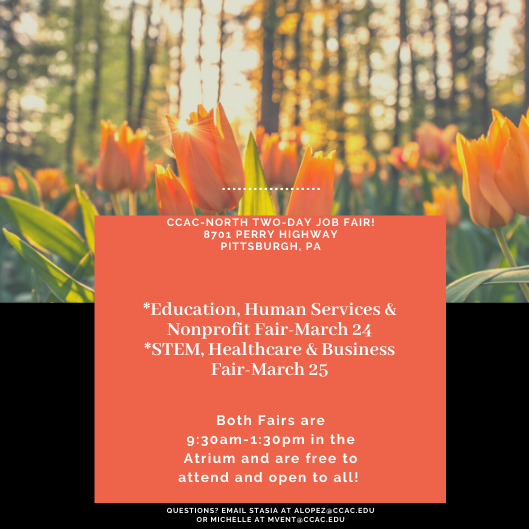 CCAC-NORTH TWO-DAY JOB FAIR!
8701 PERRY HIGHWAY
PITTSBURGH, PA
*Education, Human Services &
Nonprofit Fair-March 24
*STEM, Healthcare & Business
Fair-March 25
Both Fairs are
9:30am-1:30pm in the
Atrium and are free to
attend and open to all!
QUESTIONS? EMAIL STASIA AT ALOPEZ@CCAC.EDU
OR MICHELLE AT MVENT@CCAC.EDU